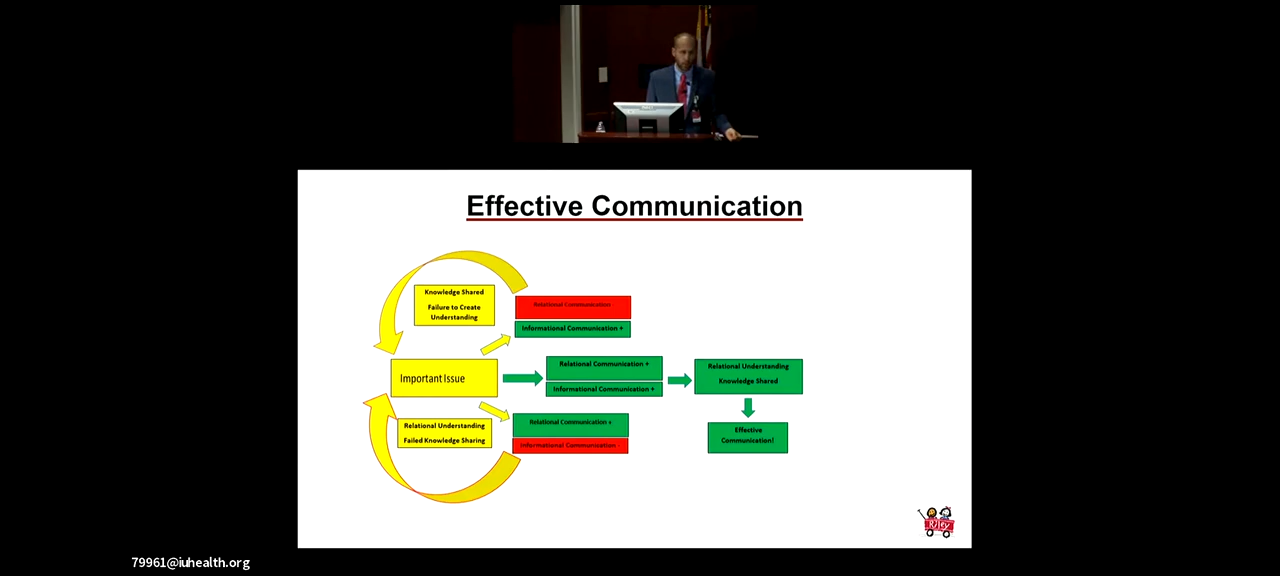 Effective Communication
Knowledge Shared
Failure to Create
Understanding
Relational Communication -
Informational Communication +
Important Issue
Relational Communication +
Informational Communication +
Relational Understanding
Knowledge Shared
Relational Understanding
Failed Knowledge Sharing
Relational Communication +
Informational Communication -
Effective
Communication!
Riley
79961@iuhealth.org